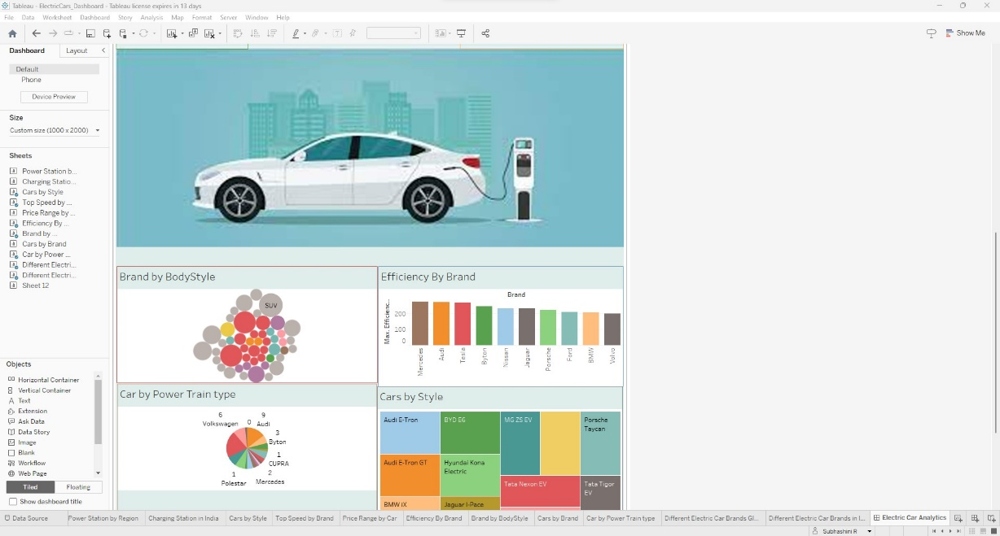 Tableau - ElectricCars_Dashboard - Tableau license expires in 13 days
File Data Worksheet Dashboard Story Analysis Map Format Server Window Help
Show Me
Dashboard Layout
Default
Phone
Device Preview
Size
Custom size (1000 x 2000)
Sheets
Power Station b...
Charging Statio...
Cars by Style
Top Speed by ...
Price Range by ...
Efficiency By ...
Brand by ...
Cars by Brand
Car by Power ...
Different Electri...
Different Electri...
Sheet 12
Objects
Horizontal Container
Vertical Container
Text
Extension
Ask Data
Data Story
Image
Blank
Workflow
Web Page
Tiled Floating
Show dashboard title
Brand by BodyStyle
SUV
Efficiency By Brand
Brand
Max. Efficienc..
200
100
0
Mercedes
Audi
Tesla
Byton
Nissan
Jaguar
Porsche
Ford
BMW
Volvo
Car by Power Train type
6
Volkswagen
0
9
Audi
3
Byton
1
CUPRA
2
Mercedes
1
Polestar
Cars by Style
Audi E-Tron
BYD E6
MG ZS EV
Porsche
Taycan
Audi E-Tron GT
Hyundai Kona
Electric
Tata Nexon EV
Tata Tigor
EV
BMW iX
Jaguar I-Pace
Data Source Power Station by Region Charging Station in India Cars by Style Top Speed by Brand Price Range by Car Efficiency By Brand Brand by BodyStyle Cars by Brand Car by Power Train type Different Electric Car Brands Gl... Different Electric Car Brands in I... Electric Car Analytics
Subhashini R